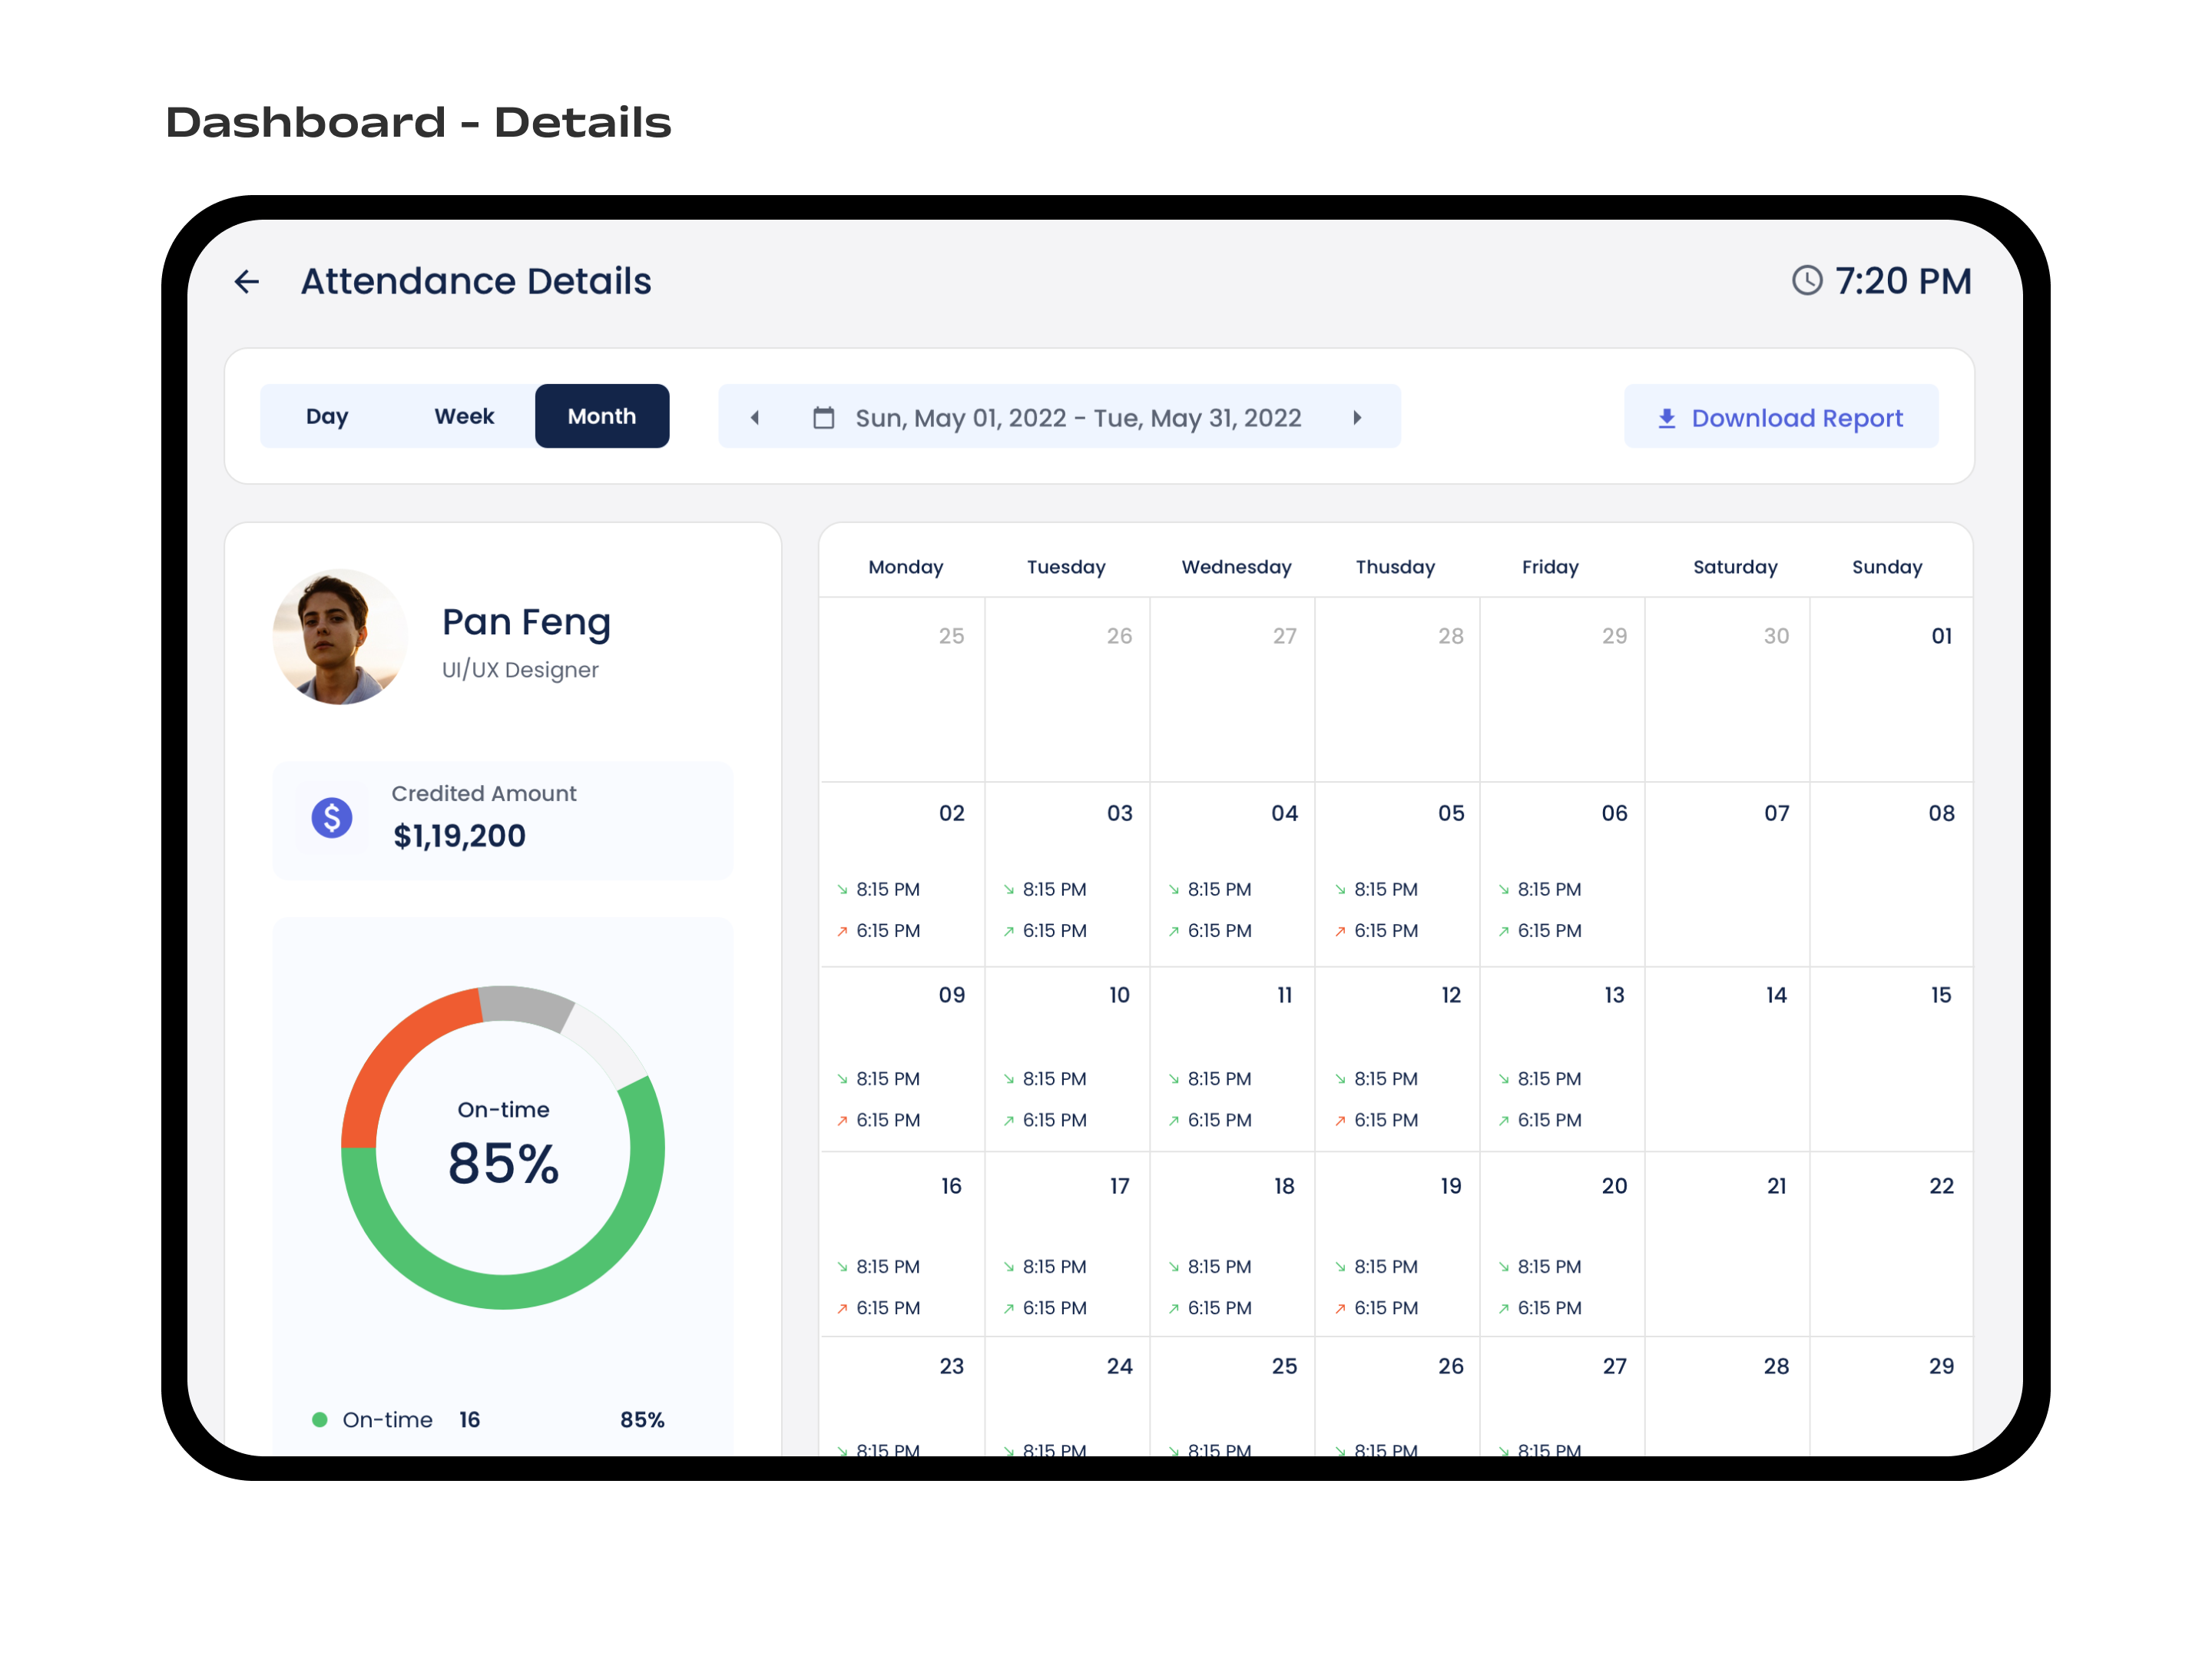 Dashboard - Details
Attendance Details
7:20 PM
Day Week Month
Sun, May 01, 2022 - Tue, May 31, 2022
Download Report
Pan Feng
UI/UX Designer
Credited Amount
$1,19,200
On-time
85%
On-time 16 85%
Monday Tuesday Wednesday Thusday Friday Saturday Sunday
25 26 27 28 29 30 01
02 03 04 05 06 07 08
8:15 PM 8:15 PM 8:15 PM 8:15 PM 8:15 PM
6:15 PM 6:15 PM 6:15 PM 6:15 PM 6:15 PM
09 10 11 12 13 14 15
8:15 PM 8:15 PM 8:15 PM 8:15 PM 8:15 PM
6:15 PM 6:15 PM 6:15 PM 6:15 PM 6:15 PM
16 17 18 19 20 21 22
8:15 PM 8:15 PM 8:15 PM 8:15 PM 8:15 PM
6:15 PM 6:15 PM 6:15 PM 6:15 PM 6:15 PM
23 24 25 26 27 28 29
8:15 PM 8:15 PM 8:15 PM 8:15 PM 8:15 PM